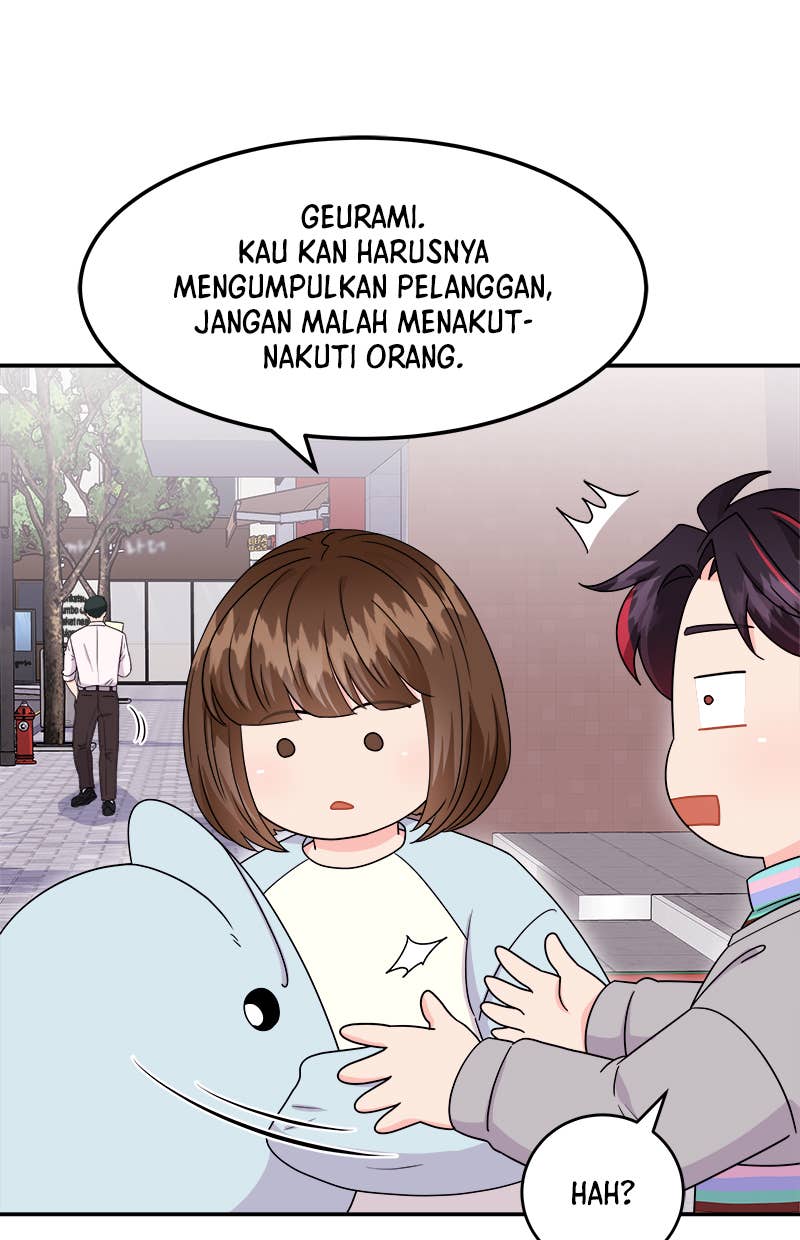 GEURAMI.
KAU KAN HARUSNYA
MENGUMPULKAN PELANGGAN,
JANGAN MALAH MENAKUT-
NAKUTI ORANG.
HAH?